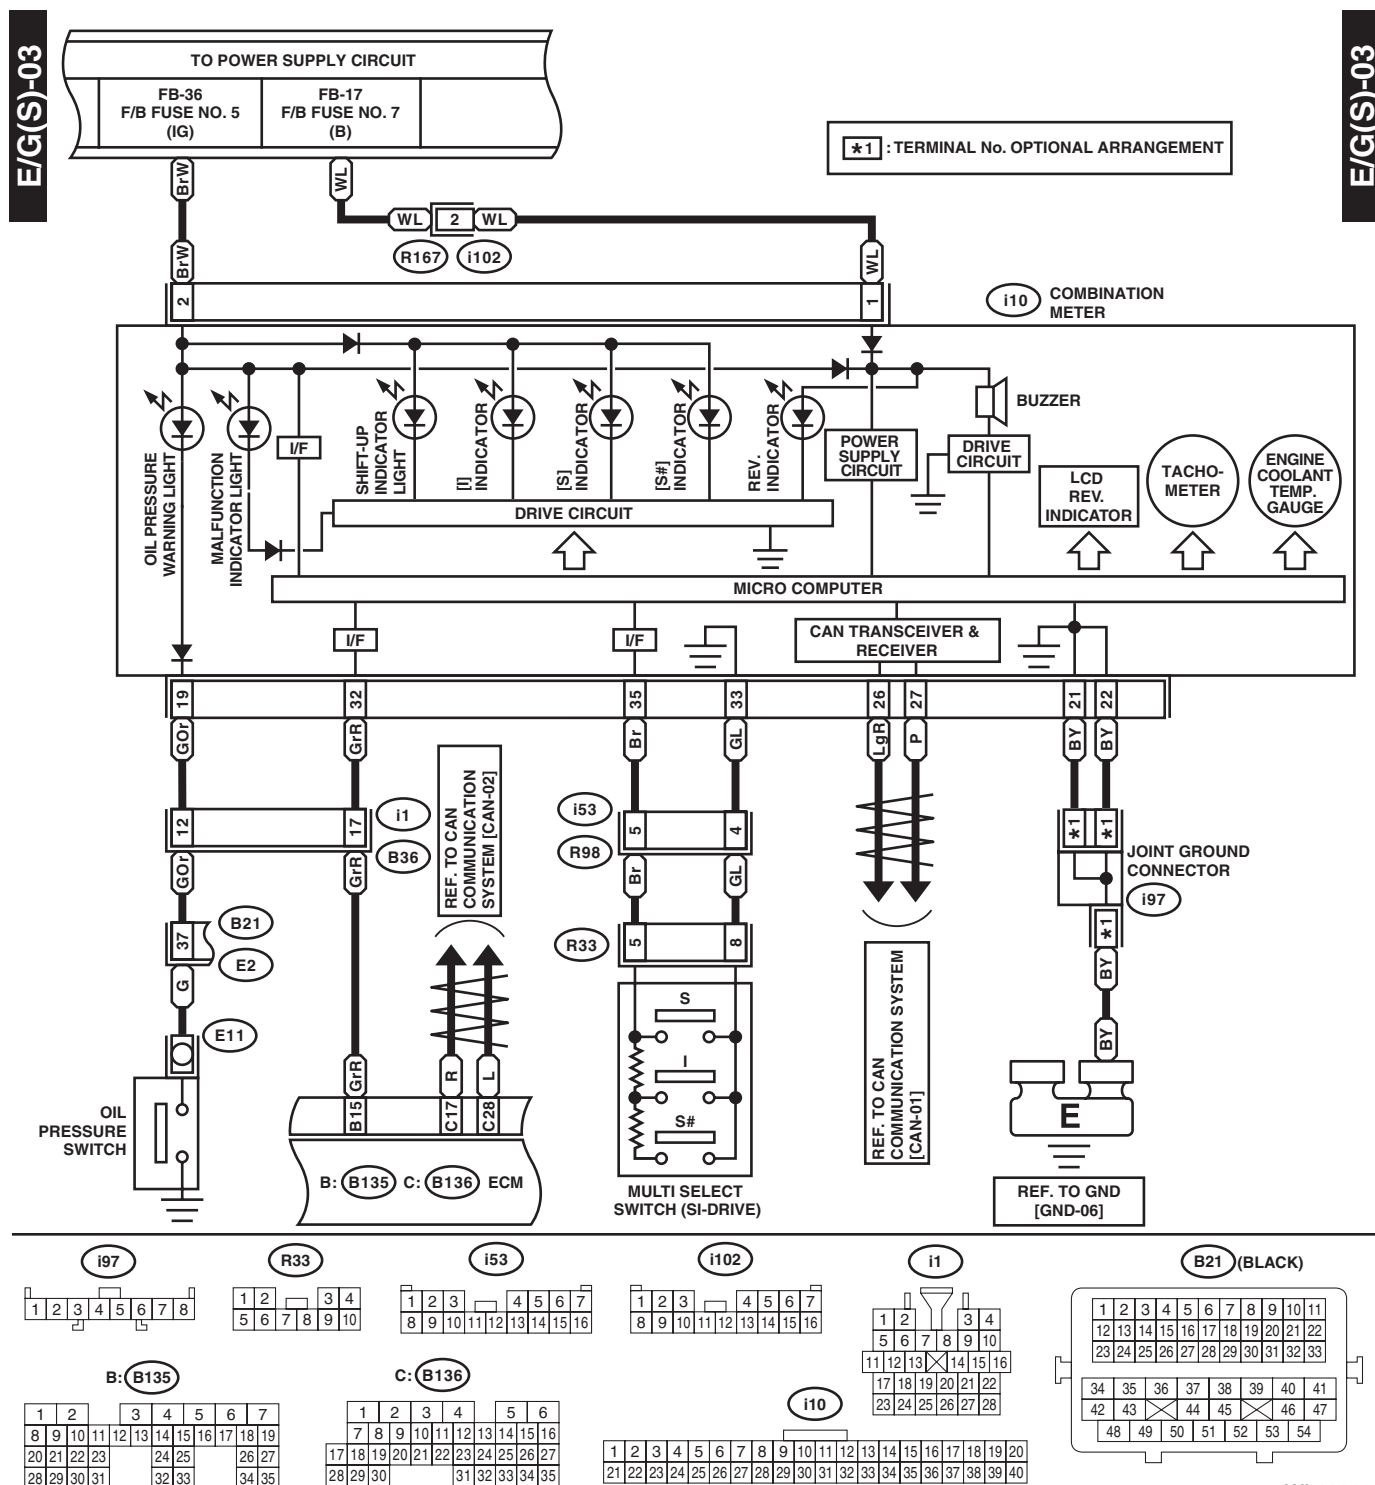 E/G(S)-03
E/G(S)-03
TO POWER SUPPLY CIRCUIT
FB-36
F/B FUSE NO. 5
(IG)
FB-17
F/B FUSE NO. 7
(B)
*1 : TERMINAL No. OPTIONAL ARRANGEMENT
BrW
WL
WL 2 WL
R167 i102
BrW
WL
2
1
i10 COMBINATION
METER
OIL PRESSURE
WARNING LIGHT
MALFUNCTION
INDICATOR LIGHT
I/F
SHIFT-UP
INDICATOR
LIGHT
[I]
INDICATOR
[S]
INDICATOR
[S#]
INDICATOR
REV.
INDICATOR
POWER
SUPPLY
CIRCUIT
BUZZER
DRIVE
CIRCUIT
LCD
REV.
INDICATOR
TACHO-
METER
ENGINE
COOLANT
TEMP.
GAUGE
DRIVE CIRCUIT
MICRO COMPUTER
I/F
I/F
CAN TRANSCEIVER &
RECEIVER
19 32 35 33 26 27 21 22
GOr GrR Br GL LgR P BY BY
12 17
i1
B36
REF. TO CAN
COMMUNICATION
SYSTEM [CAN-02]
i53
5 4
R98
*1 *1
JOINT GROUND
CONNECTOR
i97
GOr GrR Br GL
37
B21
E2
R33
5 8
*1
G
BY
E11
S
I
S#
REF. TO CAN
COMMUNICATION SYSTEM
[CAN-01]
BY
E
GrR R L
B15 C17 C28
OIL
PRESSURE
SWITCH
B: B135 C: B136 ECM
MULTI SELECT
SWITCH (SI-DRIVE)
REF. TO GND
[GND-06]
i97
1 2 3 4 5 6 7 8
R33
1 2 3 4
5 6 7 8 9 10
i53
1 2 3 4 5 6 7
8 9 10 11 12 13 14 15 16
i102
1 2 3 4 5 6 7
8 9 10 11 12 13 14 15 16
i1
1 2 3 4
5 6 7 8 9 10
11 12 13 14 15 16
17 18 19 20 21 22
23 24 25 26 27 28
B21 (BLACK)
1 2 3 4 5 6 7 8 9 10 11
12 13 14 15 16 17 18 19 20 21 22
23 24 25 26 27 28 29 30 31 32 33
34 35 36 37 38 39 40 41
42 43 44 45 46 47
48 49 50 51 52 53 54
B: B135
1 2 3 4 5 6 7
8 9 10 11 12 13 14 15 16 17 18 19
20 21 22 23 24 25 26 27
28 29 30 31 32 33 34 35
C: B136
1 2 3 4 5 6
7 8 9 10 11 12 13 14 15 16
17 18 19 20 21 22 23 24 25 26 27
28 29 30 31 32 33 34 35
i10
1 2 3 4 5 6 7 8 9 10 11 12 13 14 15 16 17 18 19 20
21 22 23 24 25 26 27 28 29 30 31 32 33 34 35 36 37 38 39 40